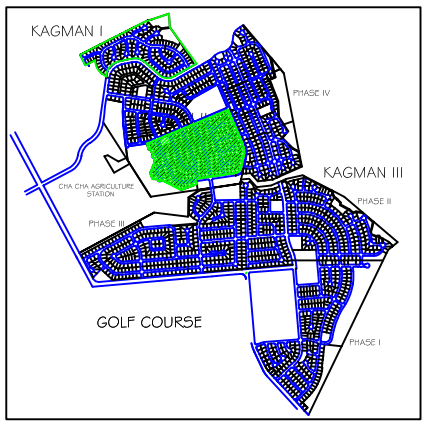 KAGMAN I
PHASE IV
KAGMAN III
CHA CHA AGRICULTURE
STATION
PHASE II
PHASE III
GOLF COURSE
PHASE I